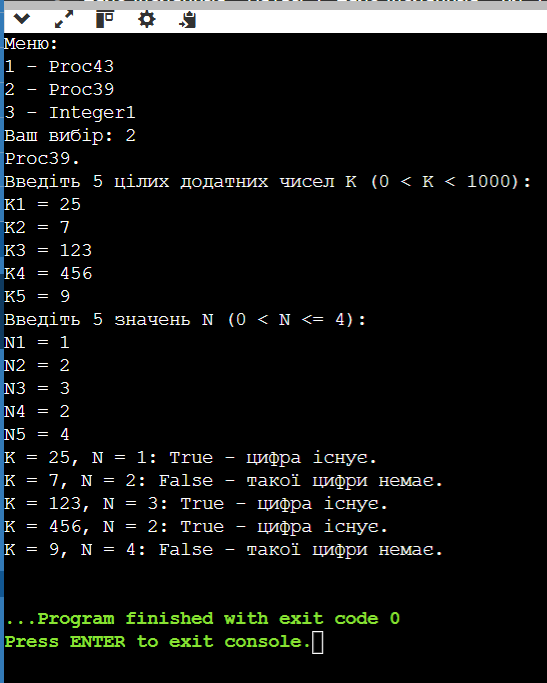 Меню:
1 - Proc43
2 - Proc39
3 - Integer1
Ваш вибір: 2
Proc39.
Введіть 5 цілих додатних чисел K (0 < K < 1000):
K1 = 25
K2 = 7
K3 = 123
K4 = 456
K5 = 9
Введіть 5 значень N (0 < N <= 4):
N1 = 1
N2 = 2
N3 = 3
N4 = 2
N5 = 4
K = 25, N = 1: True - цифра існує.
K = 7, N = 2: False - такої цифри немає.
K = 123, N = 3: True - цифра існує.
K = 456, N = 2: True - цифра існує.
K = 9, N = 4: False - такої цифри немає.
...Program finished with exit code 0
Press ENTER to exit console.